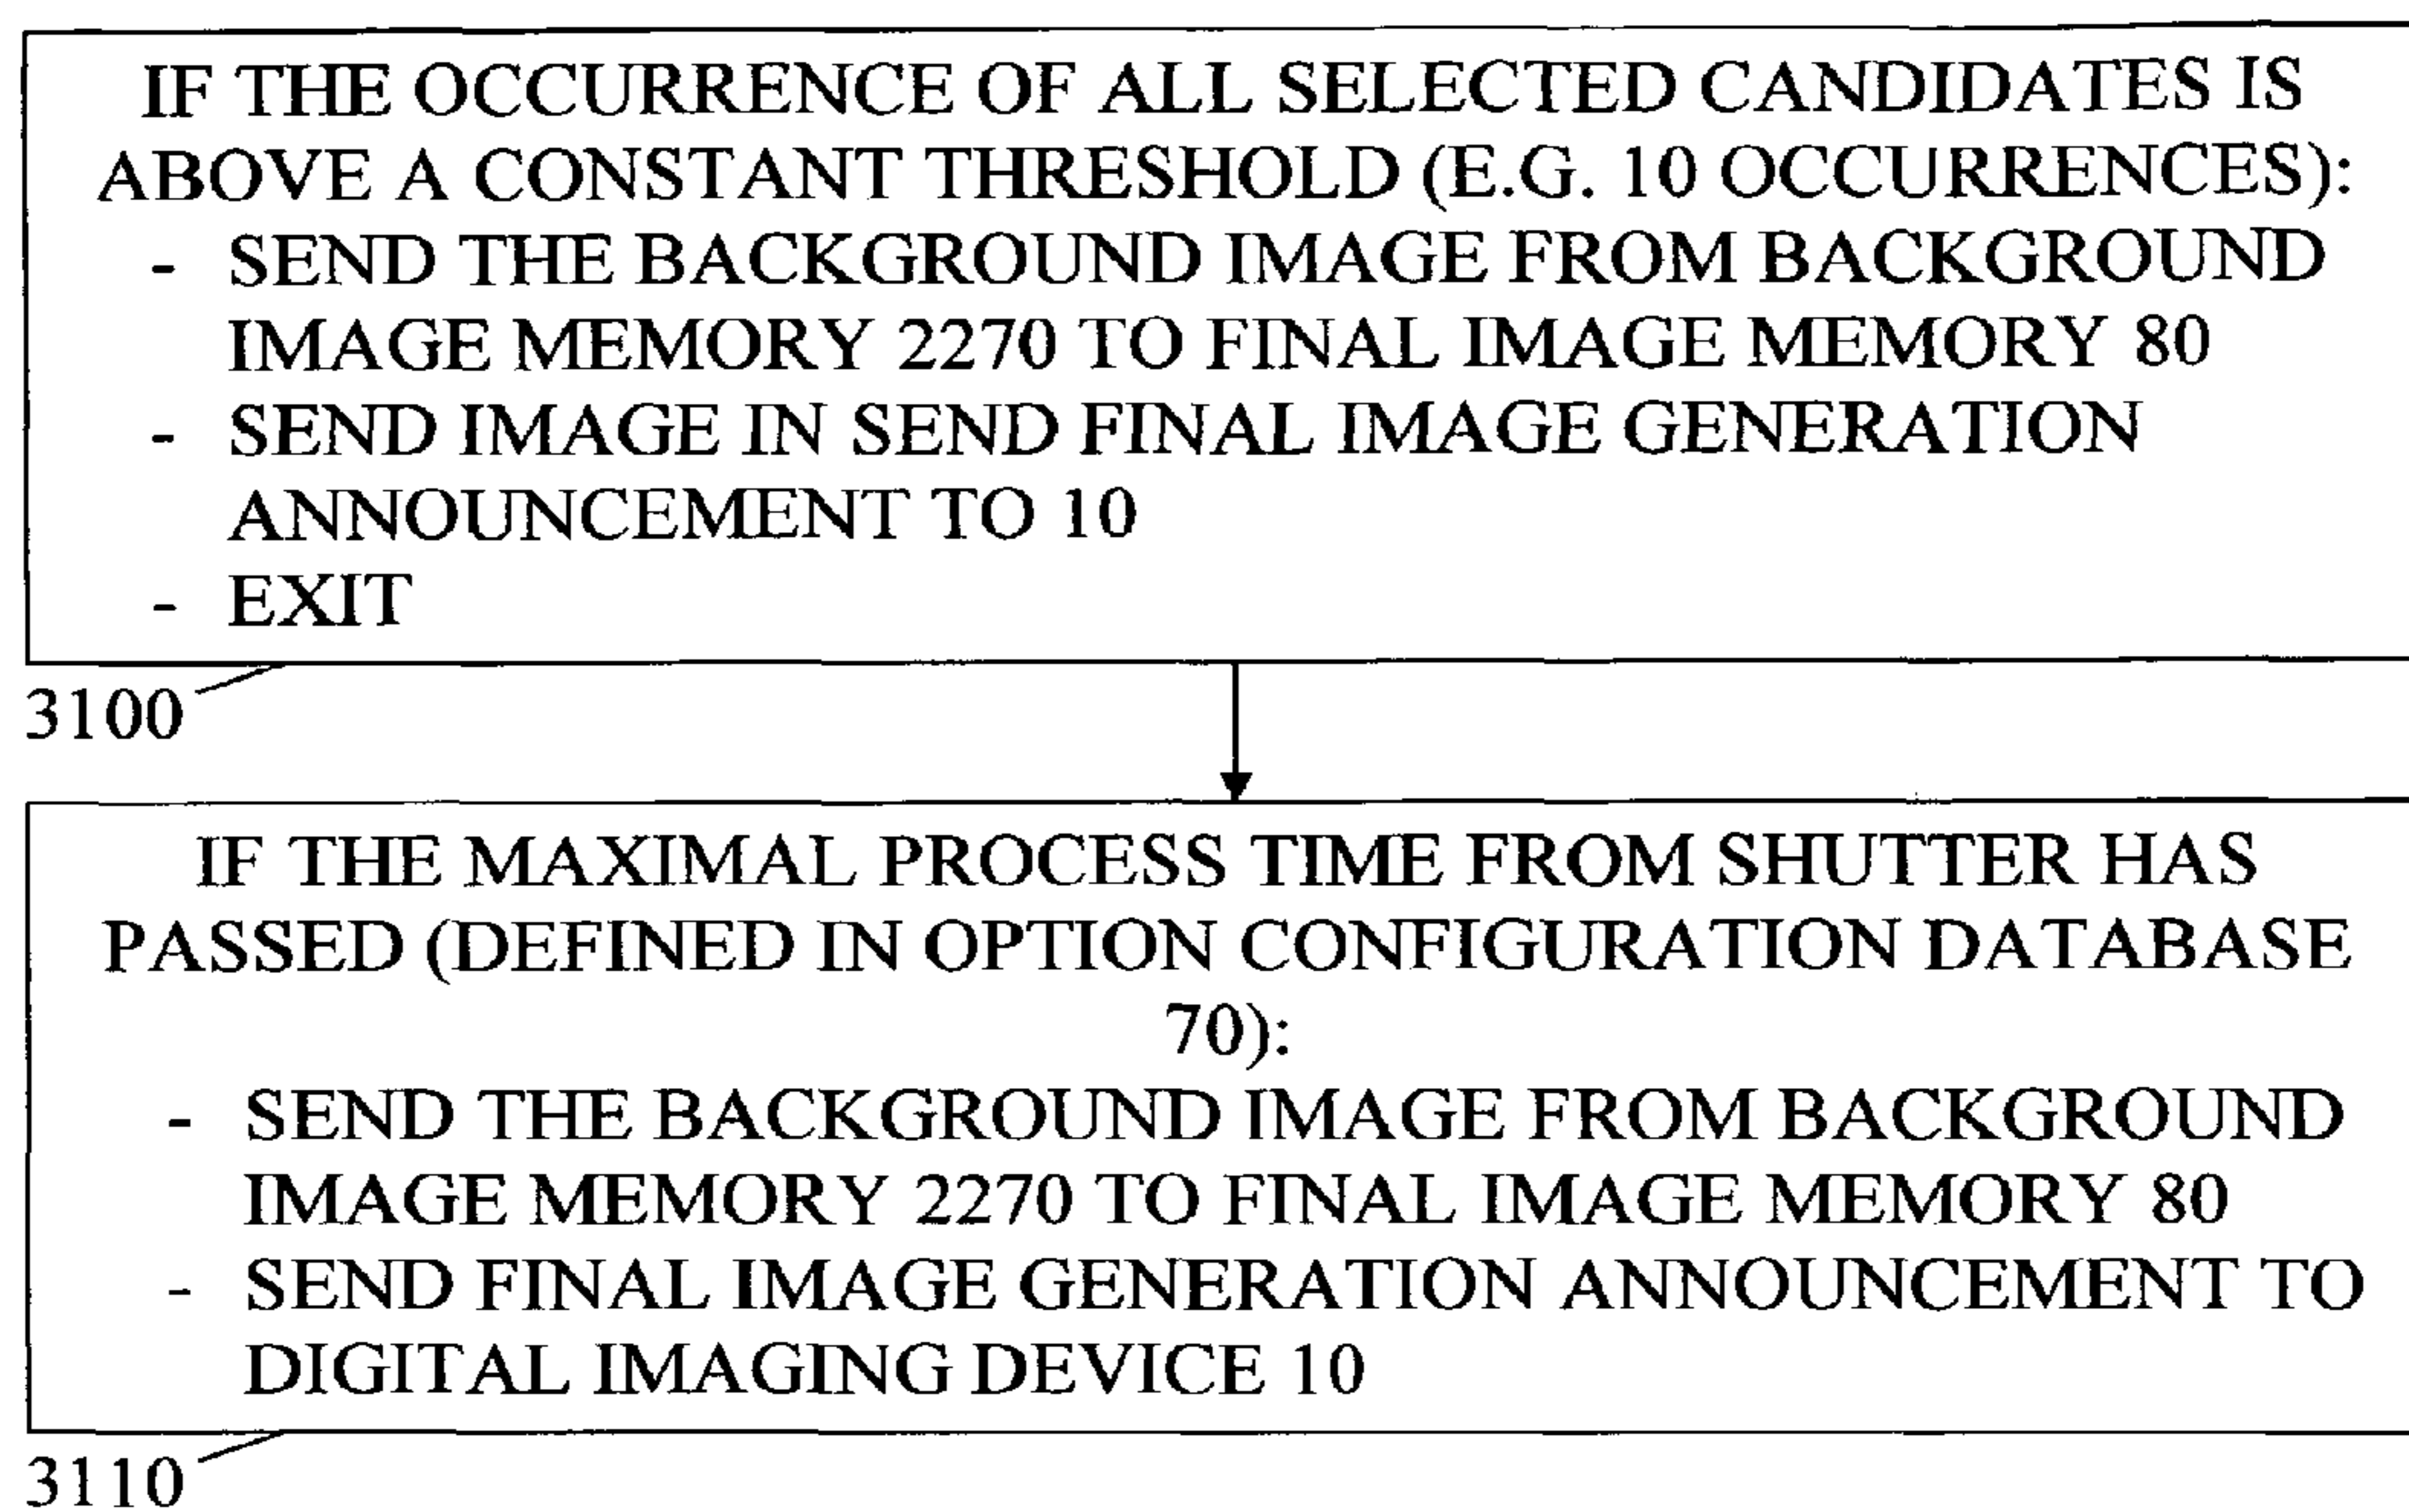 IF THE OCCURRENCE OF ALL SELECTED CANDIDATES IS
ABOVE A CONSTANT THRESHOLD (E.G. 10 OCCURRENCES):
- SEND THE BACKGROUND IMAGE FROM BACKGROUND
IMAGE MEMORY 2270 TO FINAL IMAGE MEMORY 80
- SEND IMAGE IN SEND FINAL IMAGE GENERATION
ANNOUNCEMENT TO 10
- EXIT
3100
IF THE MAXIMAL PROCESS TIME FROM SHUTTER HAS
PASSED (DEFINED IN OPTION CONFIGURATION DATABASE
70):
- SEND THE BACKGROUND IMAGE FROM BACKGROUND
IMAGE MEMORY 2270 TO FINAL IMAGE MEMORY 80
- SEND FINAL IMAGE GENERATION ANNOUNCEMENT TO
DIGITAL IMAGING DEVICE 10
3110